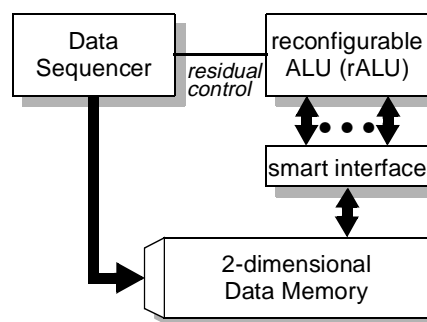 Data
Sequencer
residual
control
reconfigurable
ALU (rALU)
smart interface
2-dimensional
Data Memory